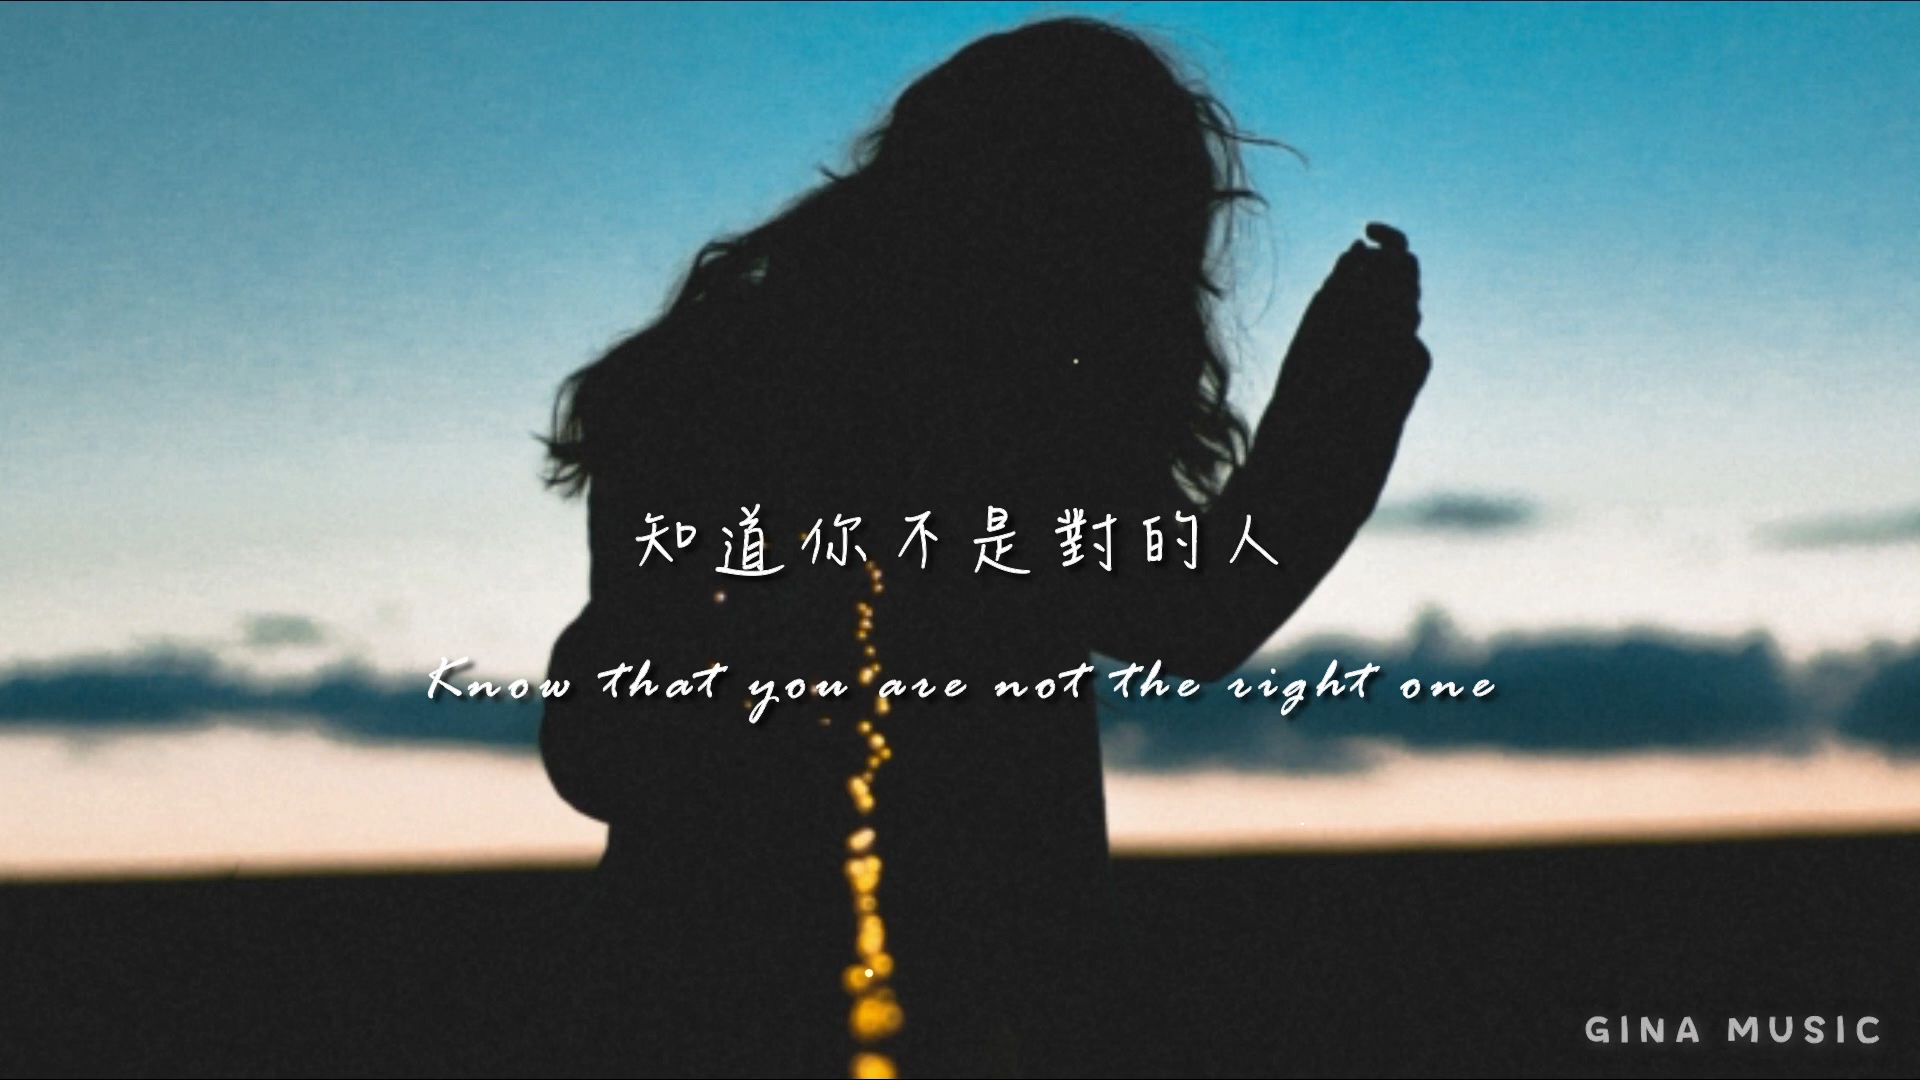 知道你不是對的人
Know that you are not the right one
GINA MUSIC